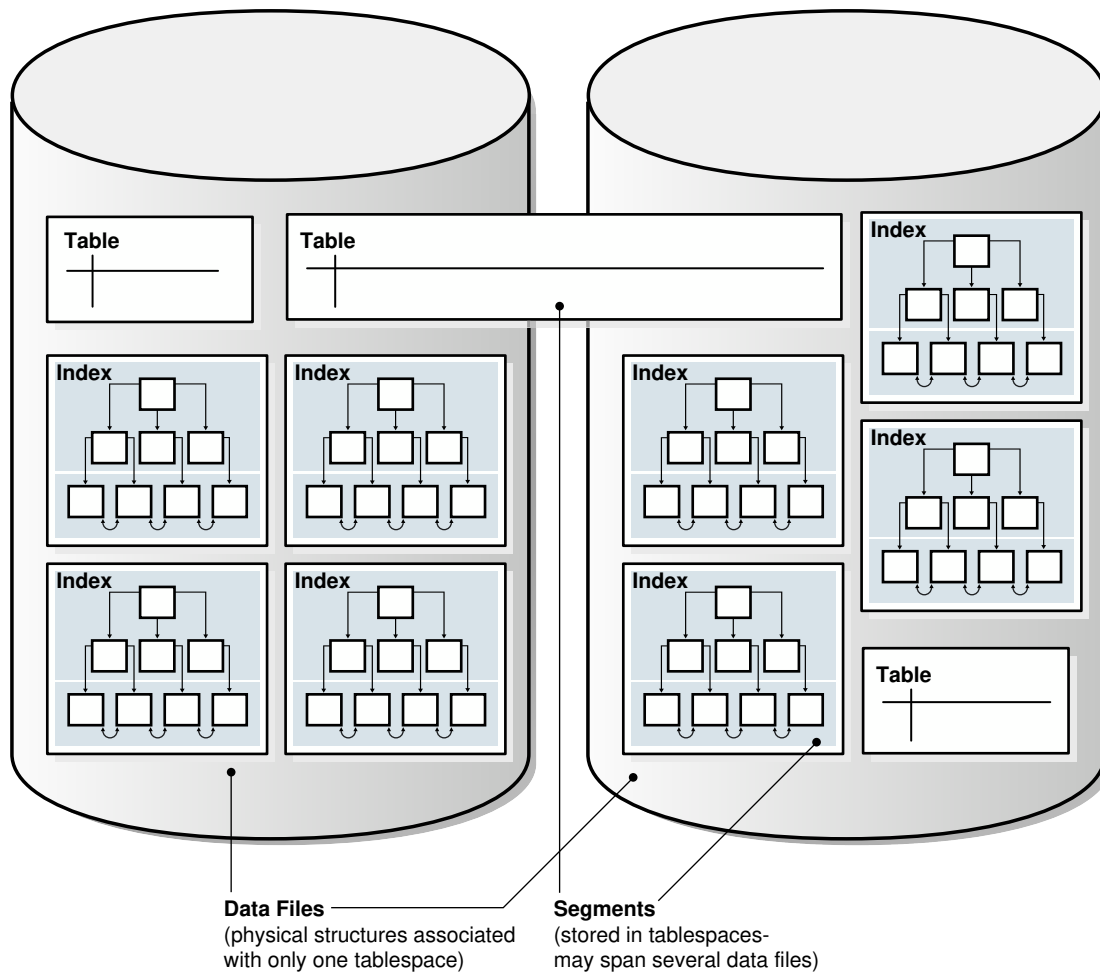 Table
Table
Index
Index
Index
Index
Index
Index
Index
Index
Table
Data Files
(physical structures associated
with only one tablespace)
Segments
(stored in tablespaces-
may span several data files)